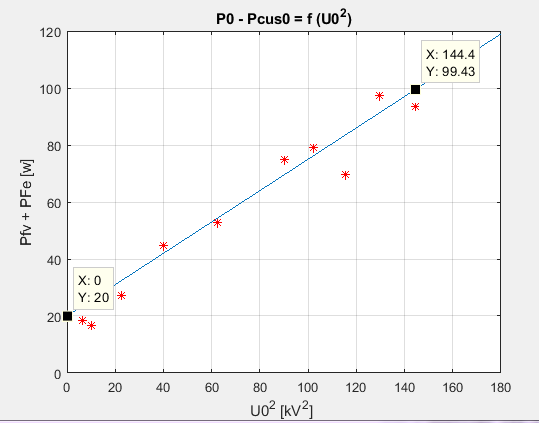 P0 - Pcus0 = f (U0²)
120
100
80
60
40
20
0
Pfv + PFe [w]
X: 144.4
Y: 99.43
X: 0
Y: 20
0
20
40
60
80
100
120
140
160
180
U0² [kV²]